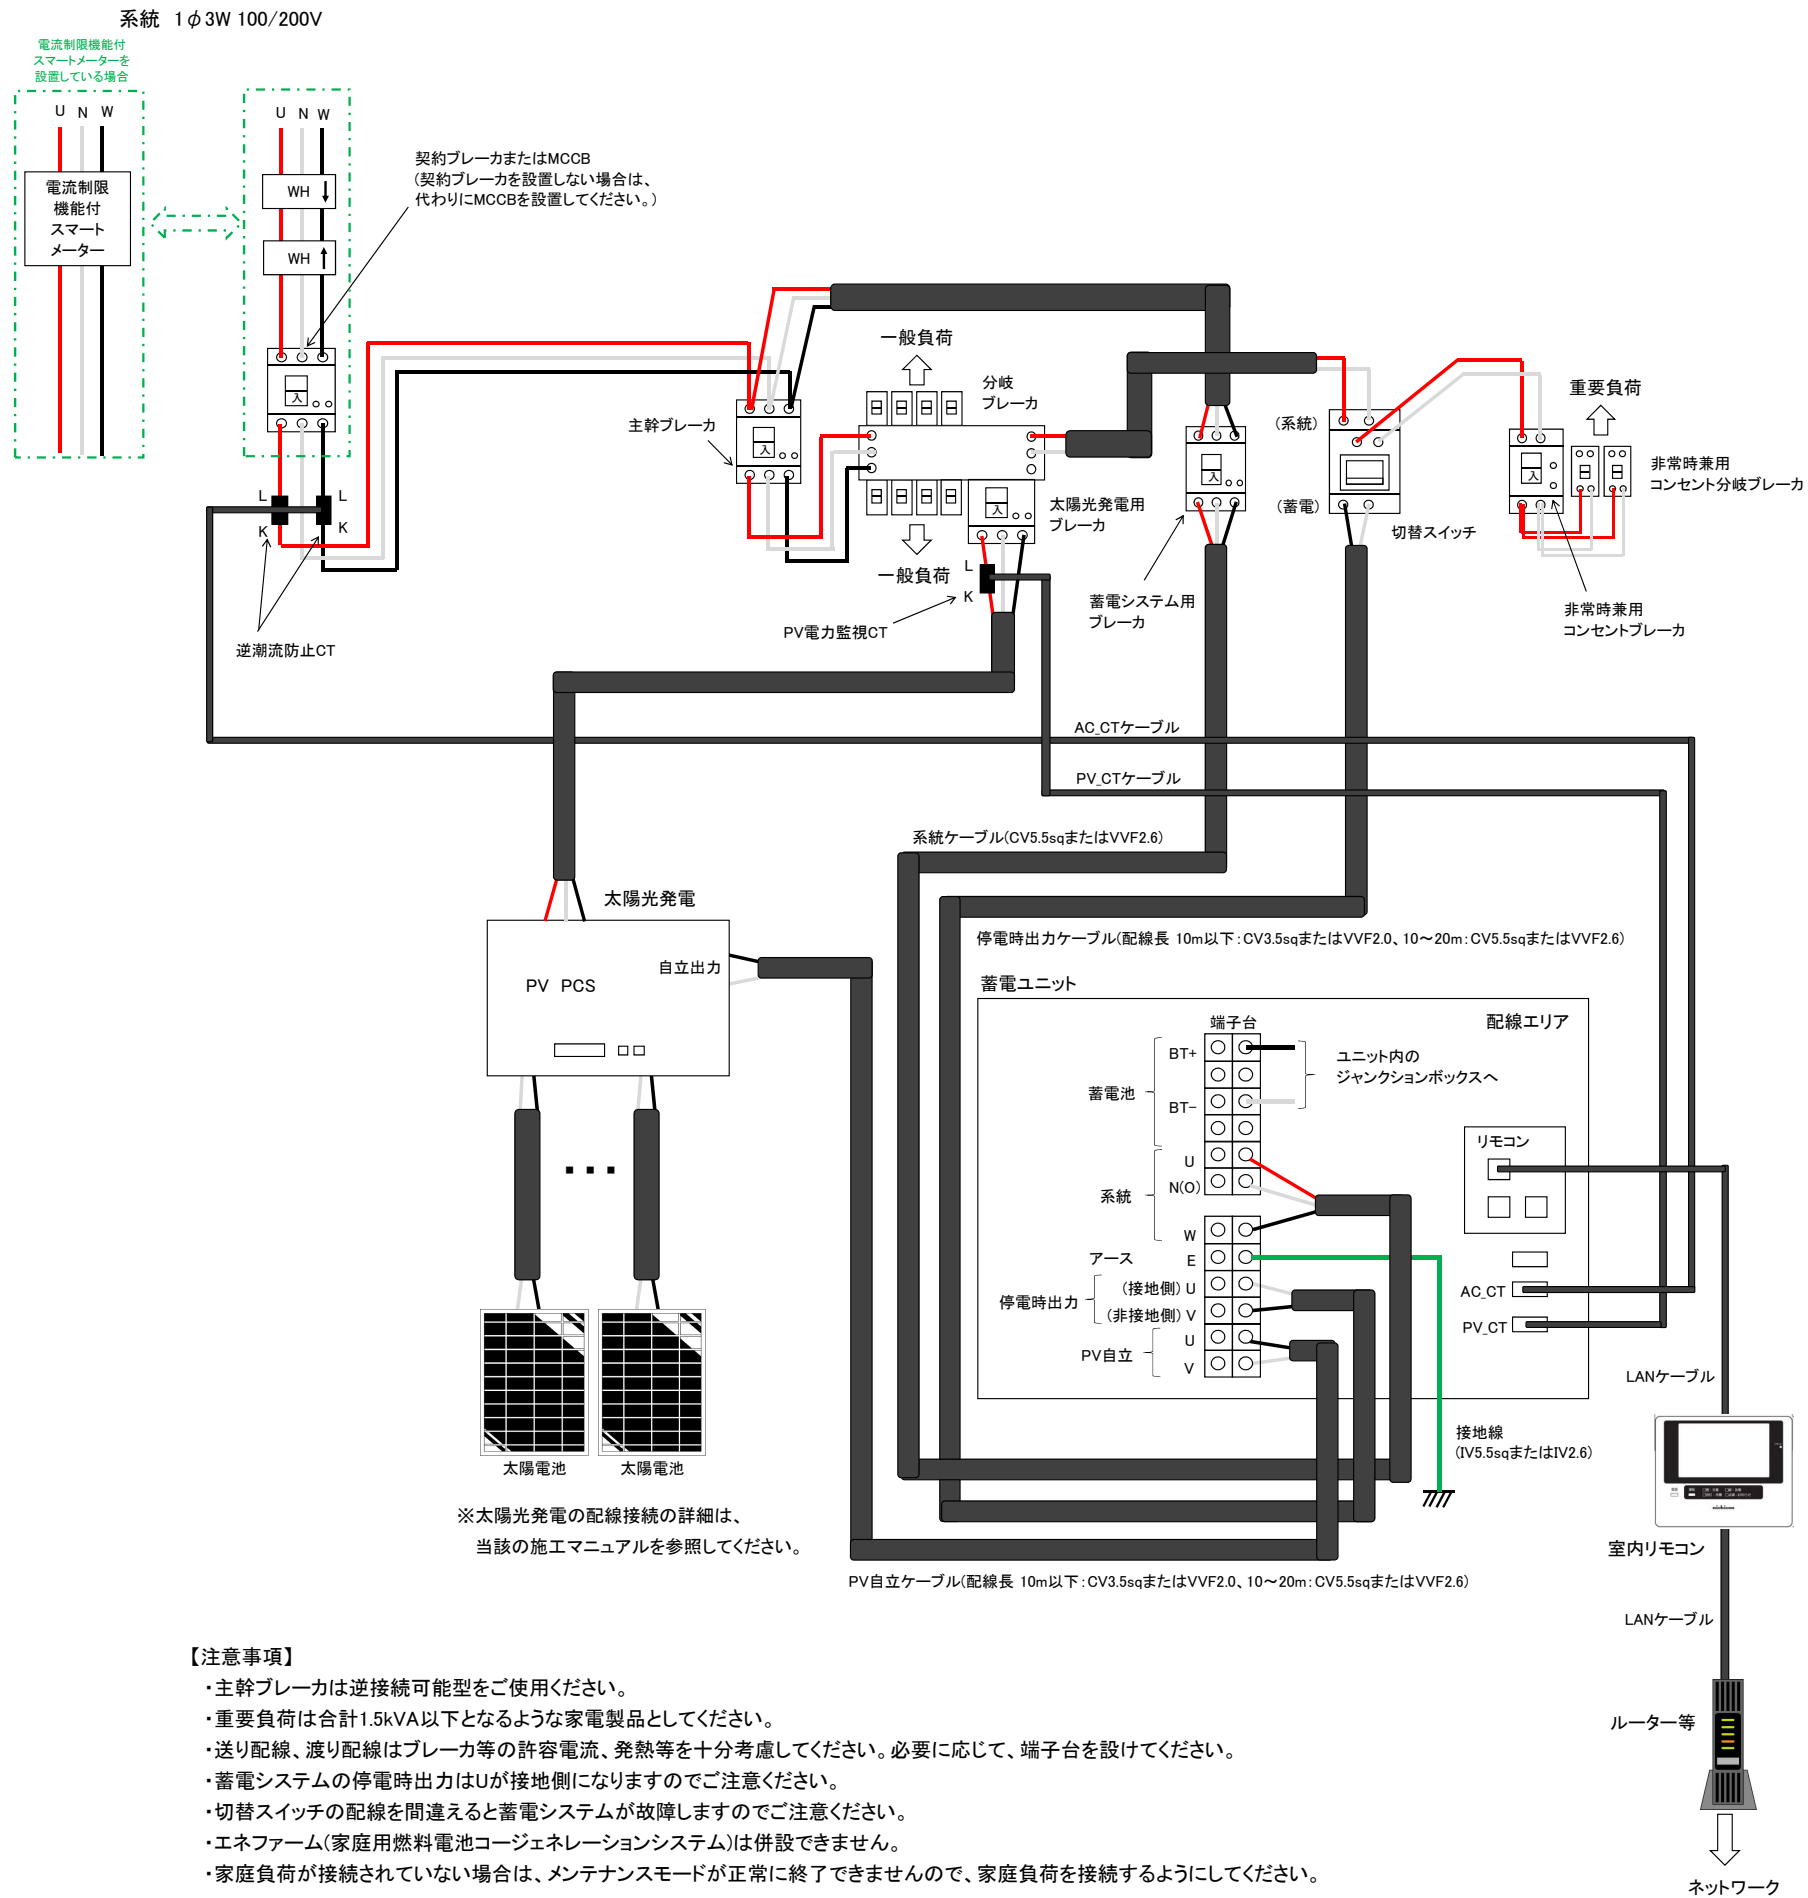 系統 1φ3W 100/200V
電流制限機能付
スマートメーターを
設置している場合
U N W
U N W
電流制限
機能付
スマート
メーター
WH
WH
契約ブレーカまたはMCCB
(契約ブレーカを設置しない場合は、
代わりにMCCBを設置してください。)
入
L
L
K
K
逆潮流防止CT
主幹ブレーカ
入
一般負荷
分岐
ブレーカ
一般負荷
入
太陽光発電用
ブレーカ
L
K
PV電力監視CT
入
蓄電システム用
ブレーカ
(系統)
(蓄電)
切替スイッチ
入
重要負荷
非常時兼用
コンセント分岐ブレーカ
非常時兼用
コンセントブレーカ
AC_CTケーブル
PV_CTケーブル
系統ケーブル(CV5.5sqまたはVVF2.6)
停電時出力ケーブル(配線長 10m以下:CV3.5sqまたはVVF2.0、10~20m:CV5.5sqまたはVVF2.6)
太陽光発電
PV PCS
自立出力
蓄電ユニット
配線エリア
端子台
蓄電池
BT+
BT-
ユニット内の
ジャンクションボックスへ
系統
U
N(O)
W
アース
E
停電時出力
(接地側) U
(非接地側) V
PV自立
U
V
リモコン
AC_CT
PV_CT
LANケーブル
接地線
(IV5.5sqまたはIV2.6)
太陽電池
太陽電池
※太陽光発電の配線接続の詳細は、
当該の施工マニュアルを参照してください。
PV自立ケーブル(配線長 10m以下:CV3.5sqまたはVVF2.0、10~20m:CV5.5sqまたはVVF2.6)
室内リモコン
LANケーブル
ルーター等
ネットワーク
【注意事項】
・主幹ブレーカは逆接続可能型をご使用ください。
・重要負荷は合計1.5kVA以下となるような家電製品としてください。
・送り配線、渡り配線はブレーカ等の許容電流、発熱等を十分考慮してください。必要に応じて、端子台を設けてください。
・蓄電システムの停電時出力はUが接地側になりますのでご注意ください。
・切替スイッチの配線を間違えると蓄電システムが故障しますのでご注意ください。
・エネファーム(家庭用燃料電池コージェネレーションシステム)は併設できません。
・家庭負荷が接続されていない場合は、メンテナンスモードが正常に終了できませんので、家庭負荷を接続するようにしてください。